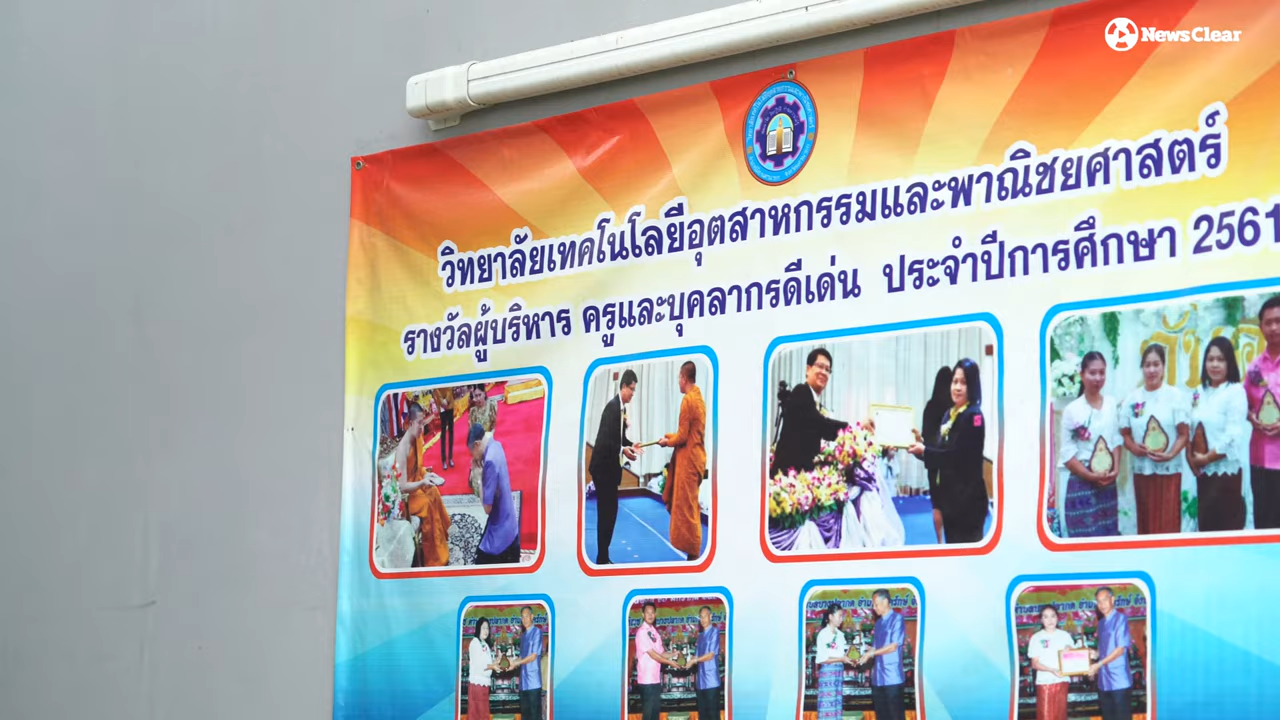 NewsClear
วิทยาลัยเทคโนโลยีอุตสาหกรรมและพาณิชยศาสตร์
รางวัลผู้บริหาร ครูและบุคลากรดีเด่น ประจำปีการศึกษา 2561